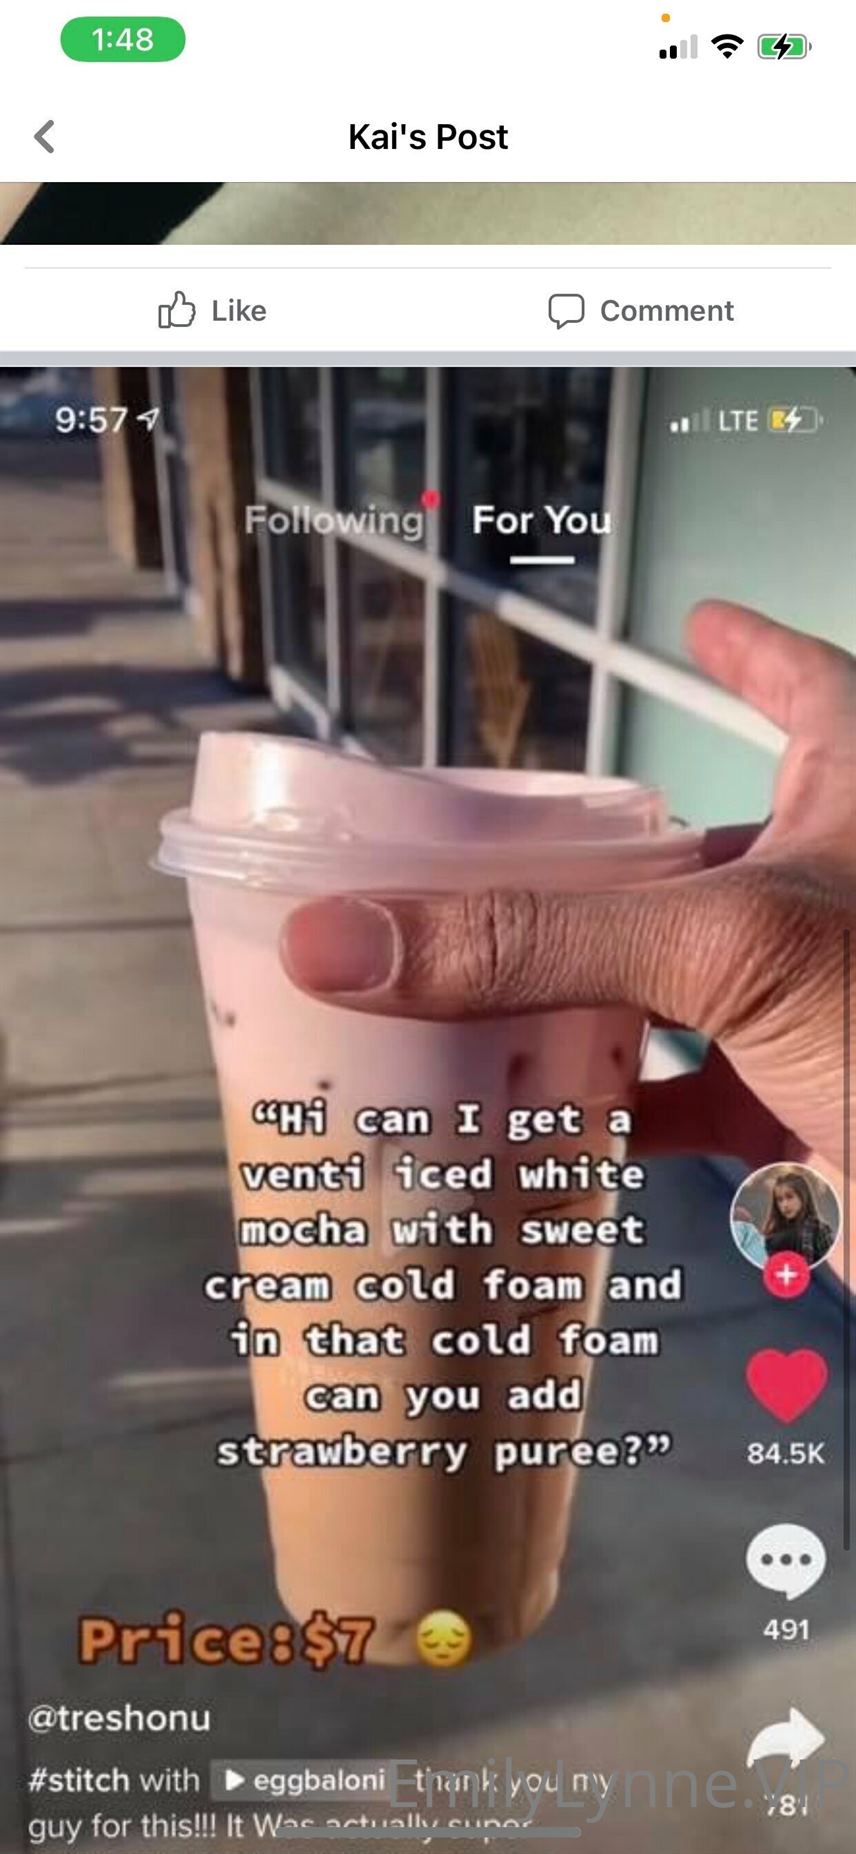 1:48
Kai's Post
Like
Comment
9:57
LTE
Following
For You
“Hi can I get a
venti iced white
mocha with sweet
cream cold foam and
in that cold foam
can you add
strawberry puree?”
84.5K
491
Price:$7
@treshonu
#stitch with eggbaloni thank you my
EmilyLynne.VIP
781
guy for this!!! It Was actually super